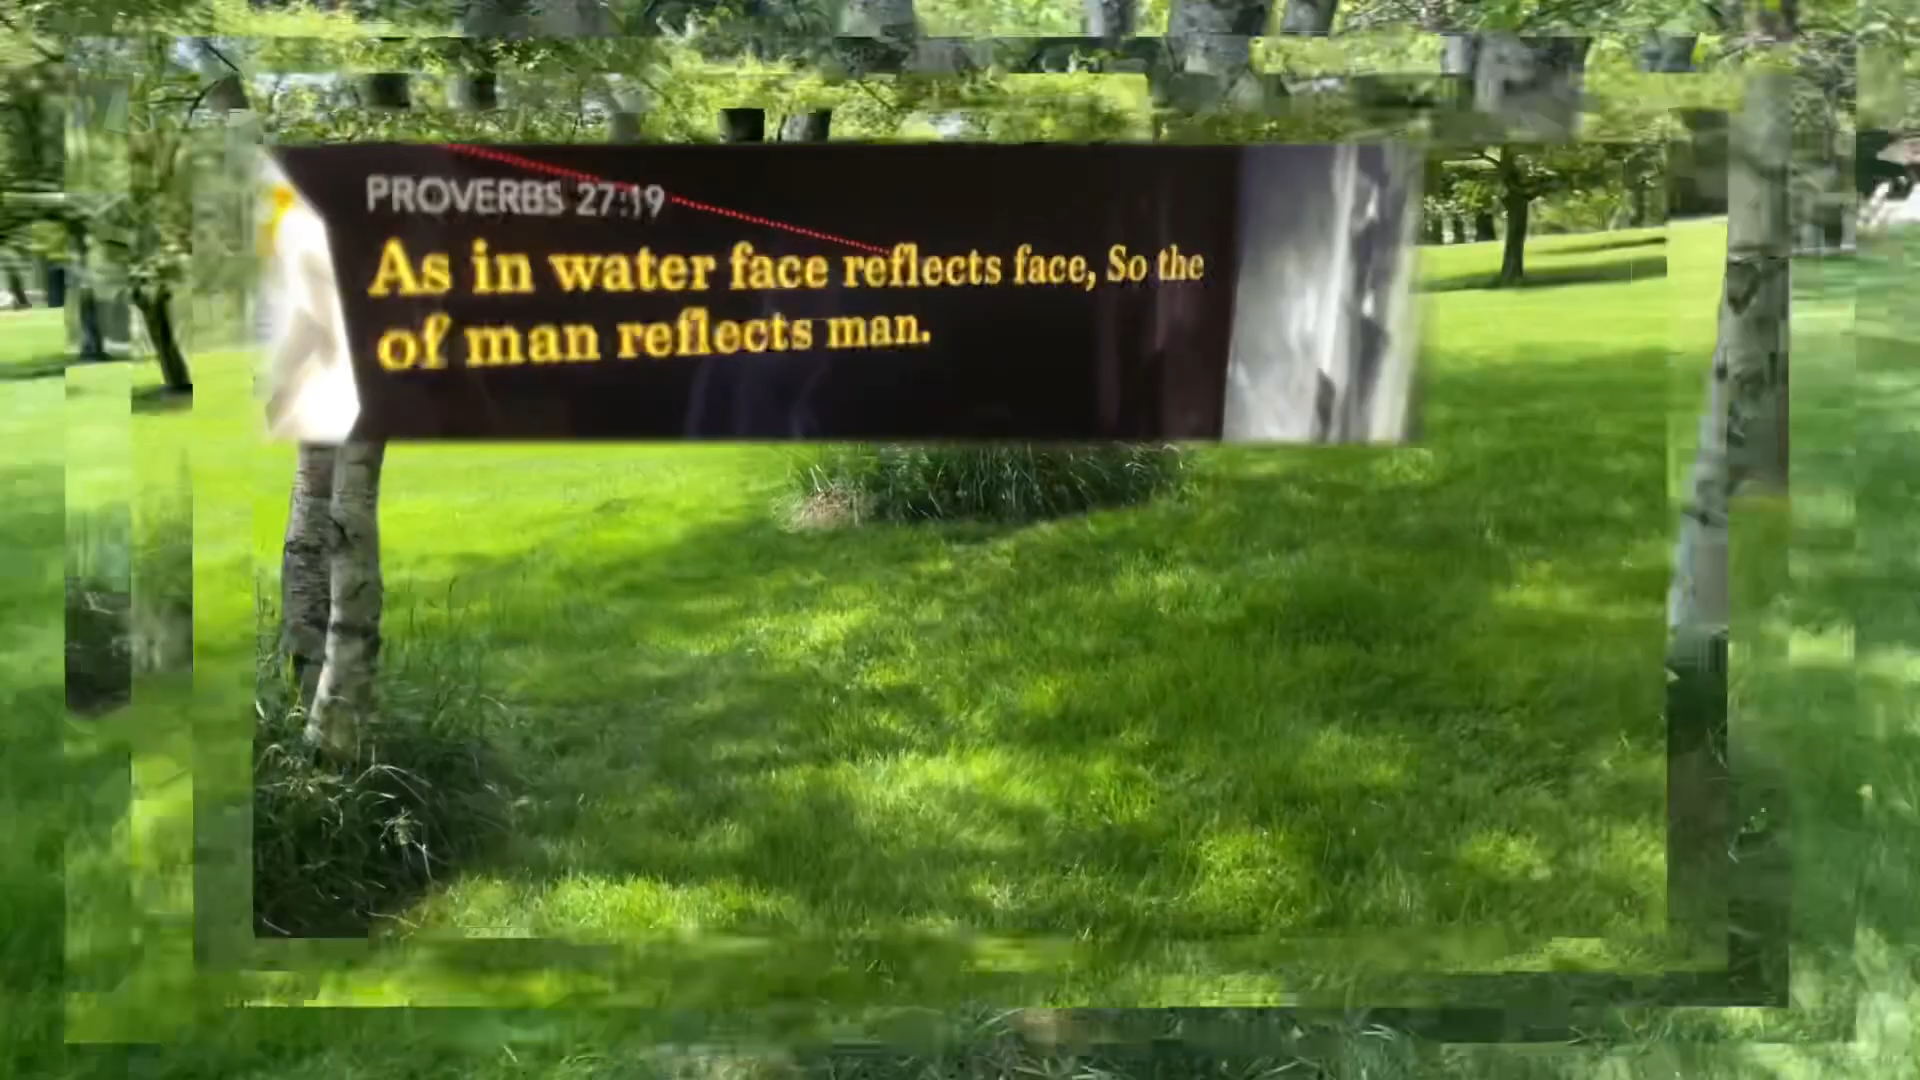 PROVERBS 27:19
As in water face reflects face, So the
of man reflects man.